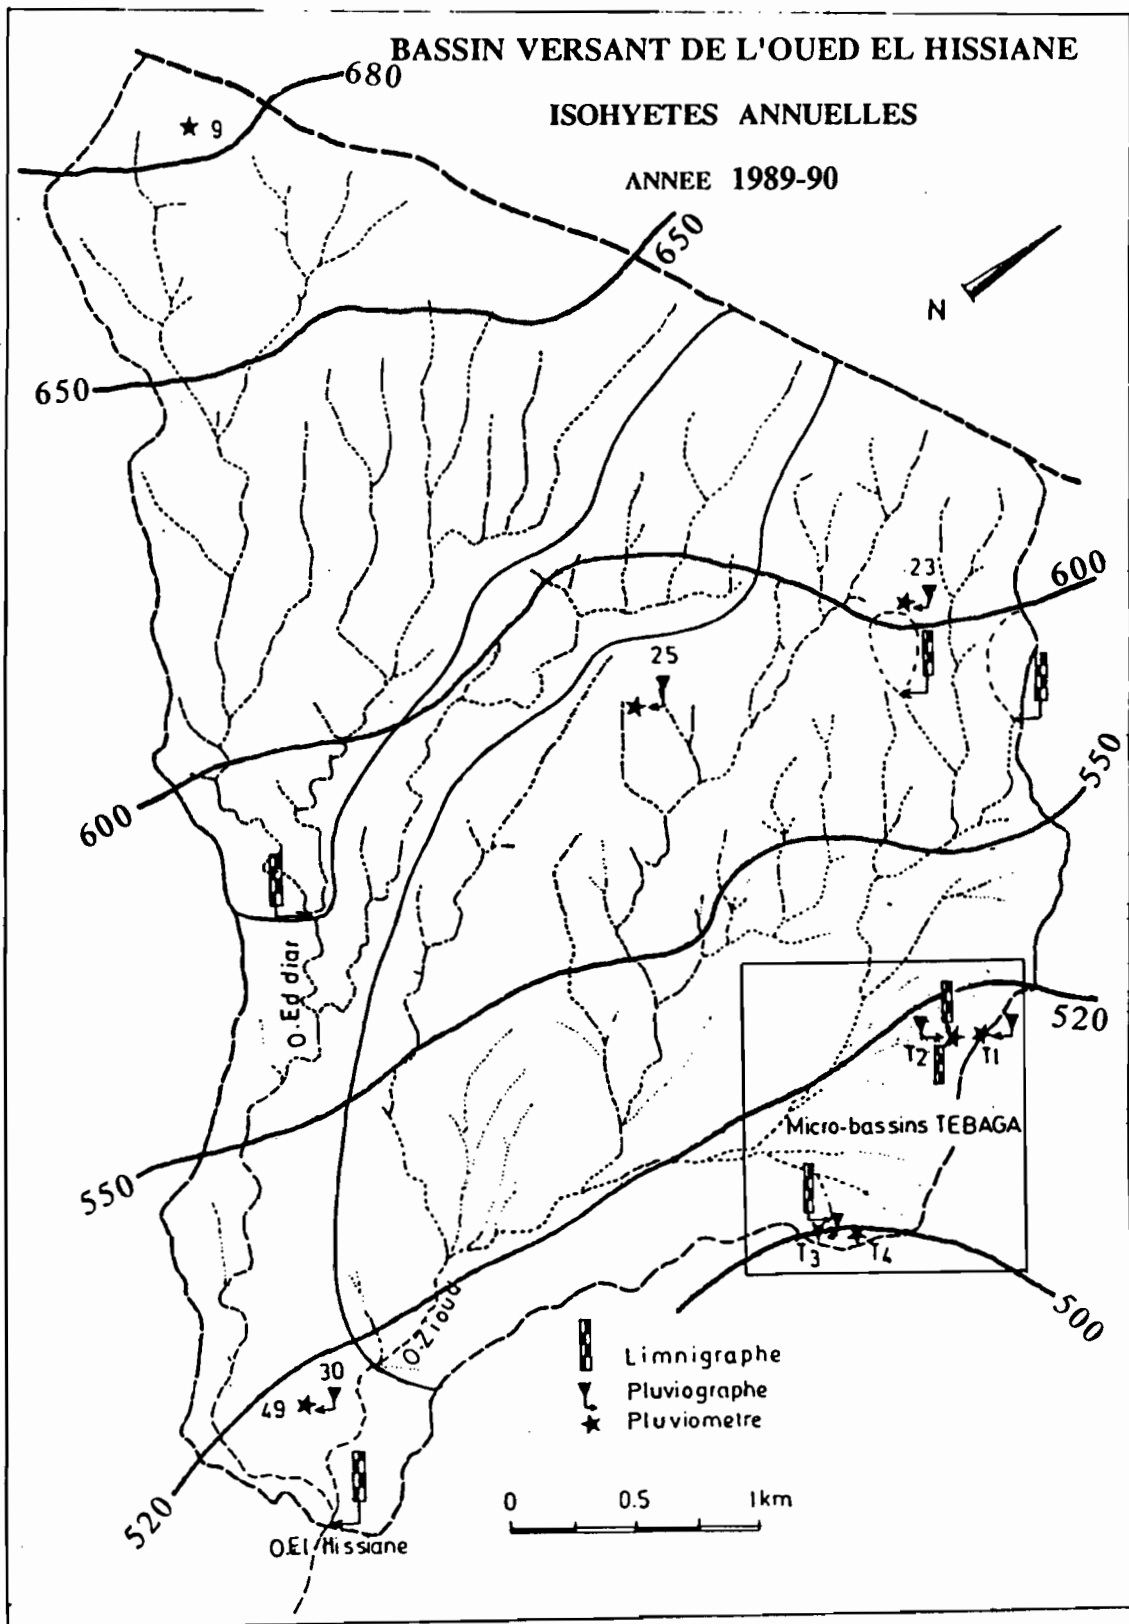 BASSIN VERSANT DE L'OUED EL HISSIANE
680
ISOHYETES ANNUELLES
9
ANNEE 1989-90
650
N
650
23
600
25
550
600
O.Ed diar
520
T2
T1
Micro-bassins TEBAGA
550
T3
T4
O.Zioud
500
Limnigraphe
30
Pluviographe
49
Pluviometre
520
0 0.5 1km
O.El Hissiane